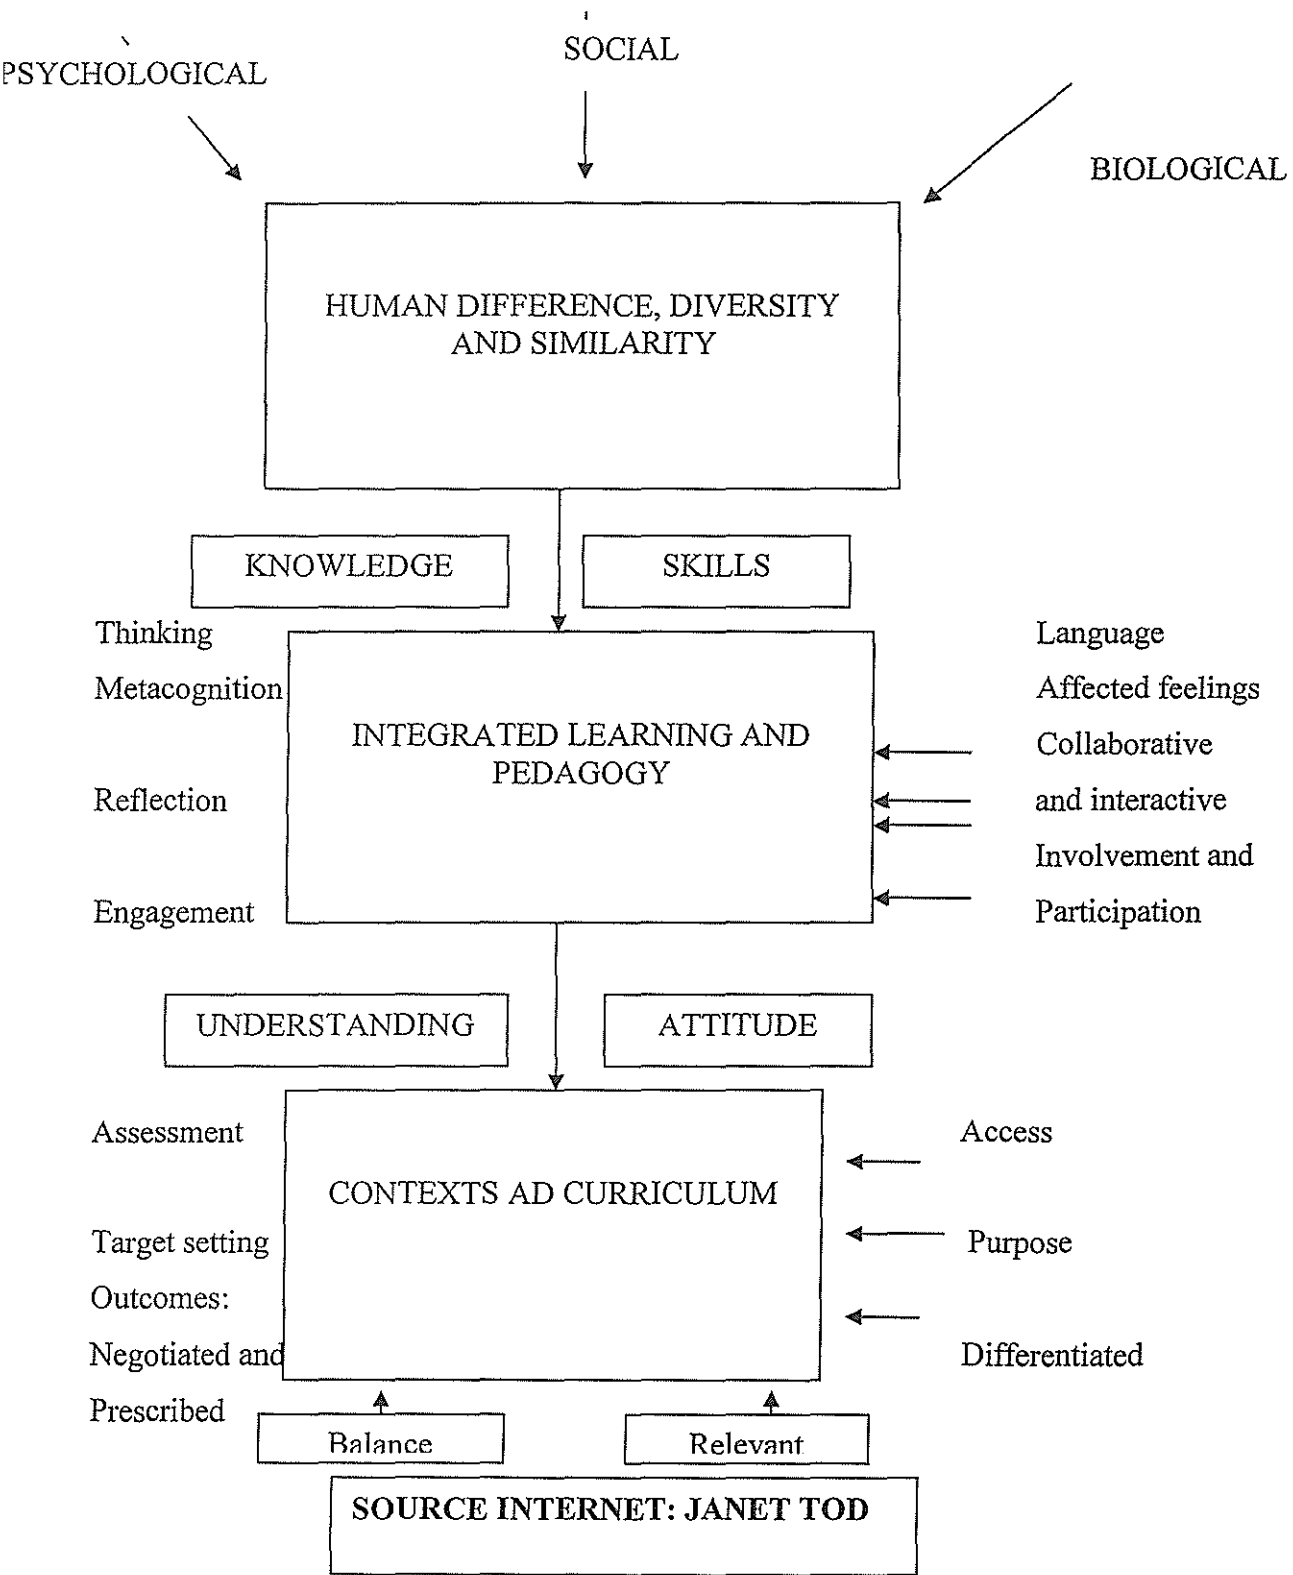 SOCIAL
PSYCHOLOGICAL
BIOLOGICAL
HUMAN DIFFERENCE, DIVERSITY
AND SIMILARITY
KNOWLEDGE
SKILLS
Thinking
Metacognition
Reflection
Engagement
INTEGRATED LEARNING AND
PEDAGOGY
Language
Affected feelings
Collaborative
and interactive
Involvement and
Participation
UNDERSTANDING
ATTITUDE
Assessment
Target setting
Outcomes:
Negotiated and
Prescribed
CONTEXTS AD CURRICULUM
Access
Purpose
Differentiated
Balance
Relevant
SOURCE INTERNET: JANET TOD